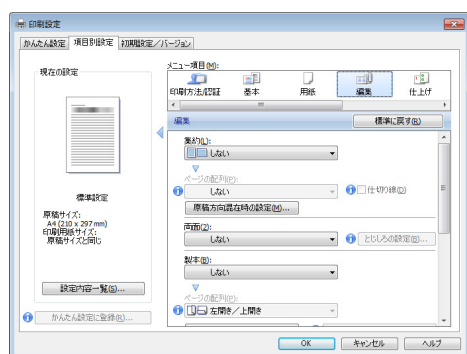 印刷設定
かんたん設定 項目別設定 初期設定／バージョン
現在の設定
メニュー項目(M):
印刷方法/認証 基本 用紙 編集 仕上げ
編集
標準に戻す(R)
集約(L):
しない
ページの配列(P):
しない
仕切り線(D)
原稿方向混在時の設定(M)...
標準設定
原稿サイズ:
A4 (210 x 297 mm)
印刷用紙サイズ:
原稿サイズと同じ
両面(2):
しない
とじしろの設定(B)...
製本(B):
しない
ページの配列(P):
左開き／上開き
設定内容一覧(S)...
かんたん設定に登録(R)...
OK キャンセル ヘルプ